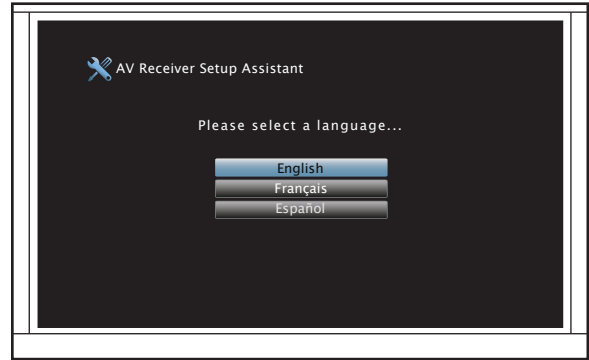 AV Receiver Setup Assistant
Please select a language...
English
Français
Español